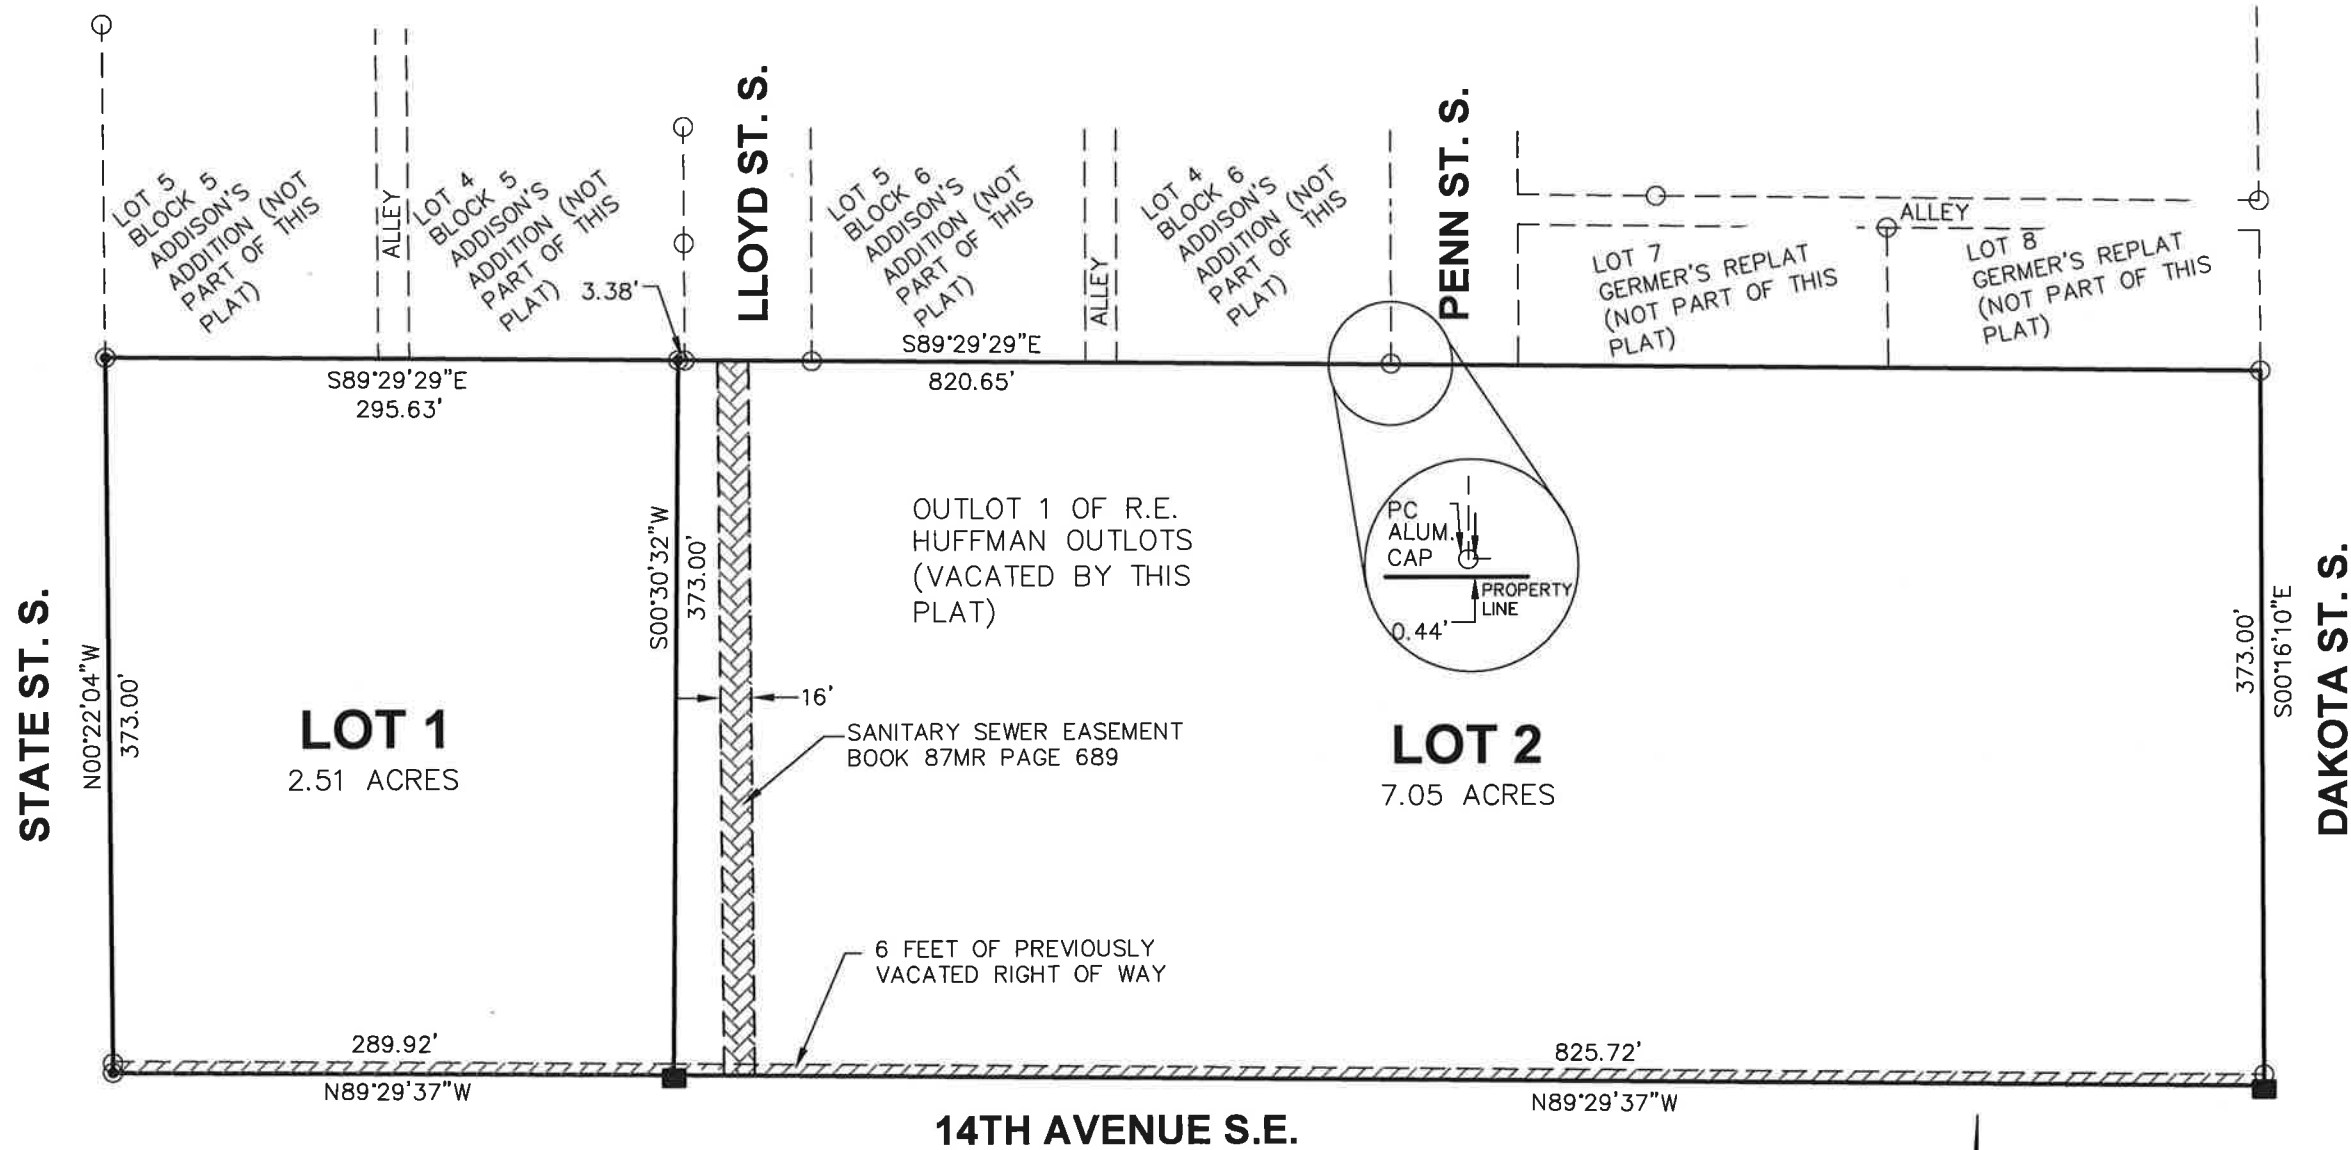 LOT 5
BLOCK 5
ADDISON'S
ADDITION (NOT
PART OF THIS
PLAT)
ALLEY
LOT 4
BLOCK 5
ADDISON'S
ADDITION (NOT
PART OF THIS
PLAT)
3.38'
LLOYD ST. S.
LOT 5
BLOCK 6
ADDISON'S
ADDITION (NOT
PART OF THIS
PLAT)
ALLEY
LOT 4
BLOCK 6
ADDISON'S
ADDITION (NOT
PART OF THIS
PLAT)
PENN ST. S.
ALLEY
LOT 7
GERMER'S REPLAT
(NOT PART OF THIS
PLAT)
LOT 8
GERMER'S REPLAT
(NOT PART OF THIS
PLAT)
S89°29'29"E
295.63'
S89°29'29"E
820.65'
OUTLOT 1 OF R.E.
HUFFMAN OUTLOTS
(VACATED BY THIS
PLAT)
PC
ALUM.
CAP
PROPERTY
LINE
0.44'
STATE ST. S.
N00°22'04"W
373.00'
LOT 1
2.51 ACRES
S00°30'32"W
373.00'
16'
SANITARY SEWER EASEMENT
BOOK 87MR PAGE 689
LOT 2
7.05 ACRES
373.00'
S00°16'10"E
DAKOTA ST. S.
6 FEET OF PREVIOUSLY
VACATED RIGHT OF WAY
289.92'
N89°29'37"W
825.72'
N89°29'37"W
14TH AVENUE S.E.